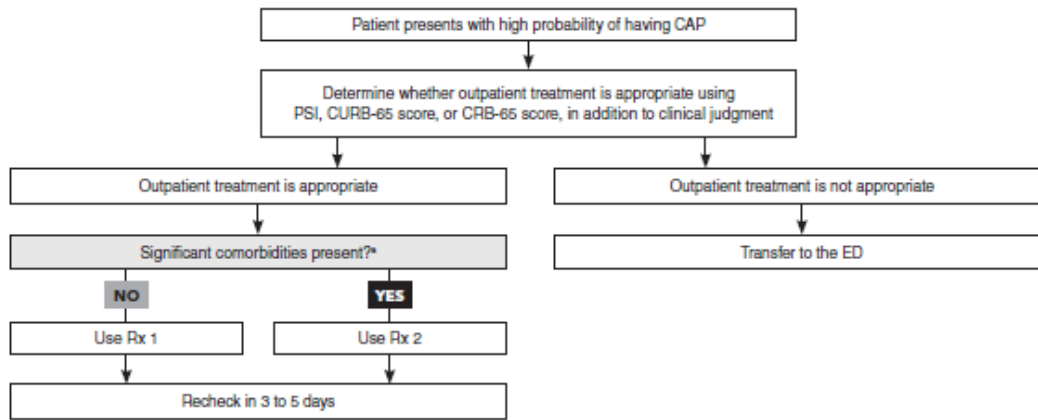 Patient presents with high probability of having CAP
Determine whether outpatient treatment is appropriate using
PSI, CURB-65 score, or CRB-65 score, in addition to clinical judgment
Outpatient treatment is appropriate
Outpatient treatment is not appropriate
Significant comorbidities present?ᵃ
Transfer to the ED
NO
YES
Use Rx 1
Use Rx 2
Recheck in 3 to 5 days